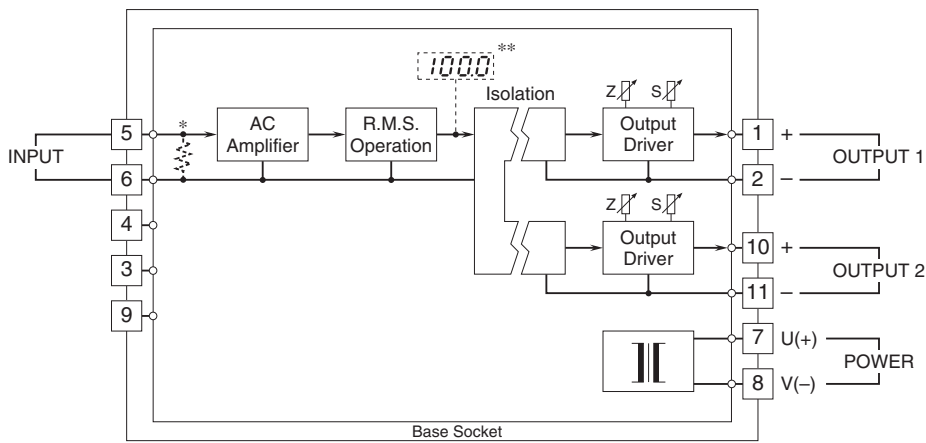 100.0 **
Isolation
Z S
*
5
AC
Amplifier
R.M.S.
Operation
Output
Driver
1 +
INPUT
OUTPUT 1
6
2 –
4
Z S
3
Output
Driver
10 +
OUTPUT 2
11 –
9
7 U(+)
POWER
8 V(–)
Base Socket